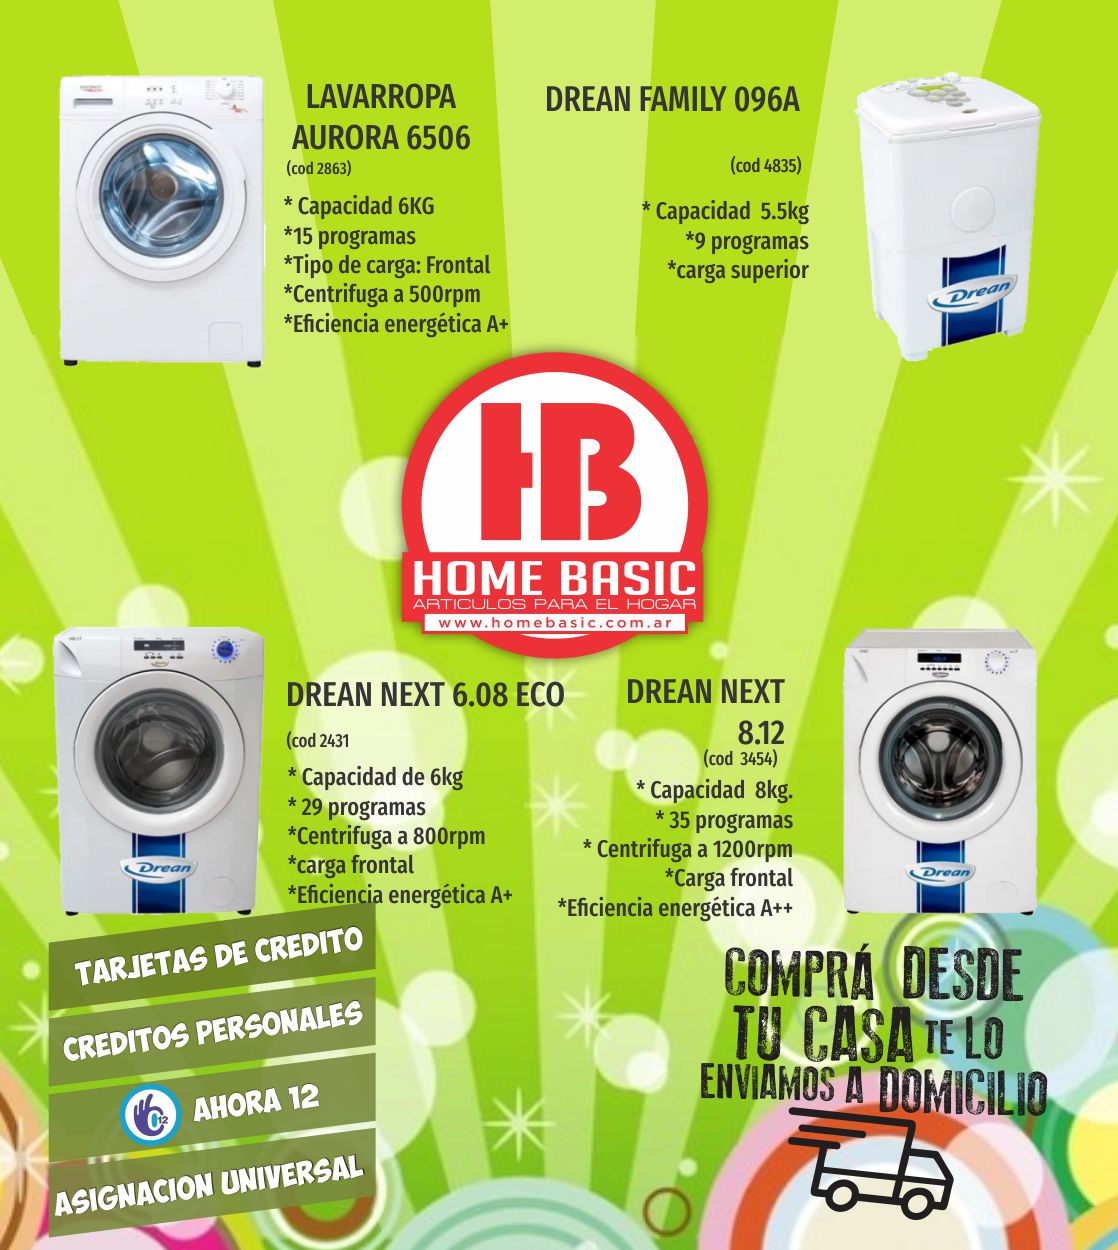 LAVARROPA
AURORA 6506
(cod 2863)
* Capacidad 6KG
*15 programas
*Tipo de carga: Frontal
*Centrifuga a 500rpm
*Eficiencia energética A+
DREAN FAMILY 096A
(cod 4835)
* Capacidad 5.5kg
*9 programas
*carga superior
Drean
HB
HOME BASIC
ARTICULOS PARA EL HOGAR
www.homebasic.com.ar
DREAN NEXT 6.08 ECO
(cod 2431
* Capacidad de 6kg
* 29 programas
*Centrifuga a 800rpm
*carga frontal
*Eficiencia energética A+
Drean
DREAN NEXT
8.12
(cod 3454)
* Capacidad 8kg.
* 35 programas
* Centrifuga a 1200rpm
*Carga frontal
*Eficiencia energética A++
Drean
TARJETAS DE CREDITO
CREDITOS PERSONALES
12 AHORA 12
ASIGNACION UNIVERSAL
COMPRÁ DESDE
TU CASA TE LO
ENVIAMOS A DOMICILIO